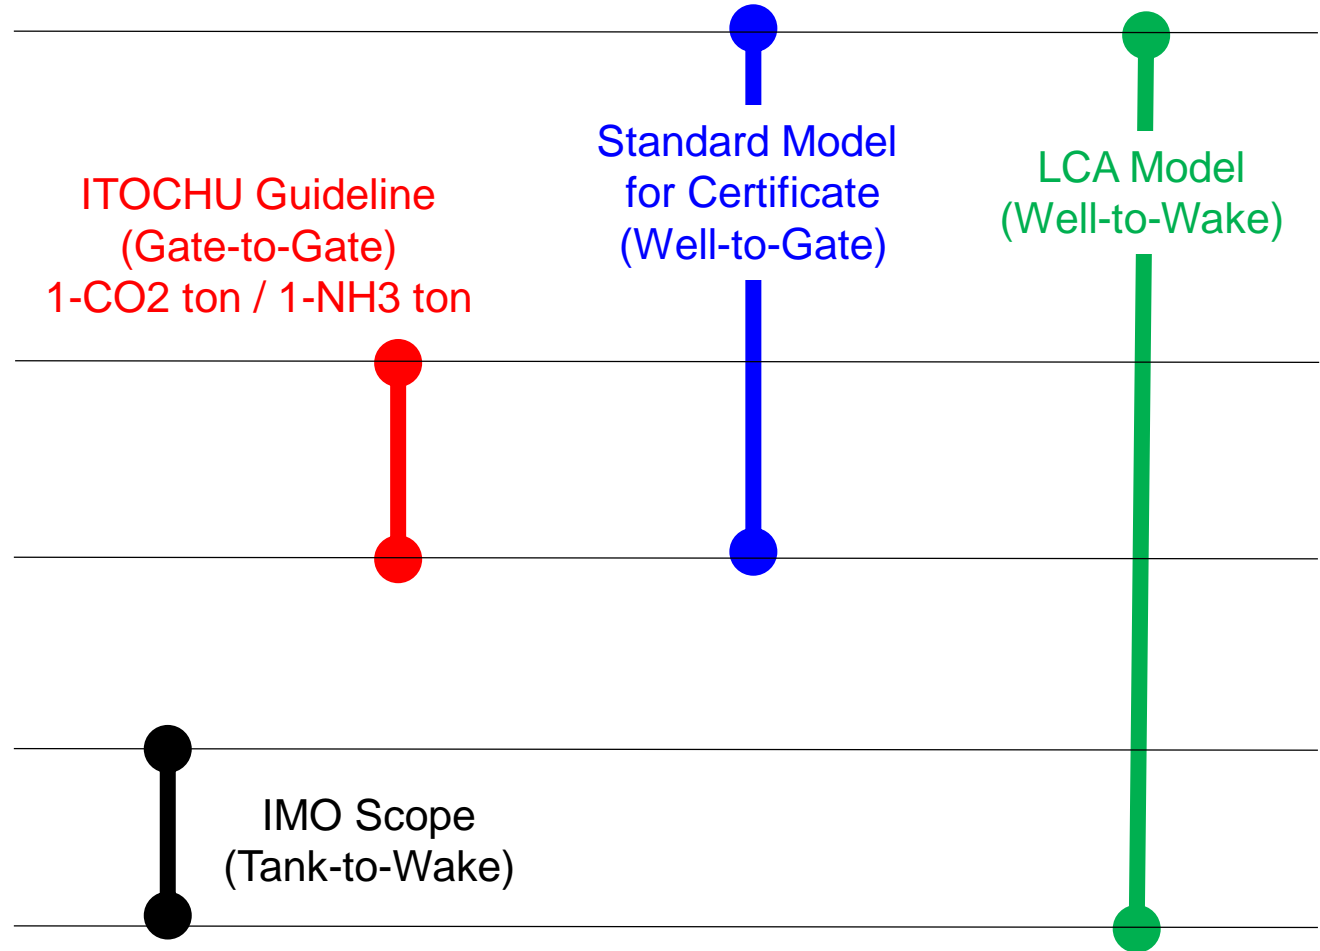 ITOCHU Guideline
(Gate-to-Gate)
1-CO2 ton / 1-NH3 ton
Standard Model
for Certificate
(Well-to-Gate)
LCA Model
(Well-to-Wake)
IMO Scope
(Tank-to-Wake)